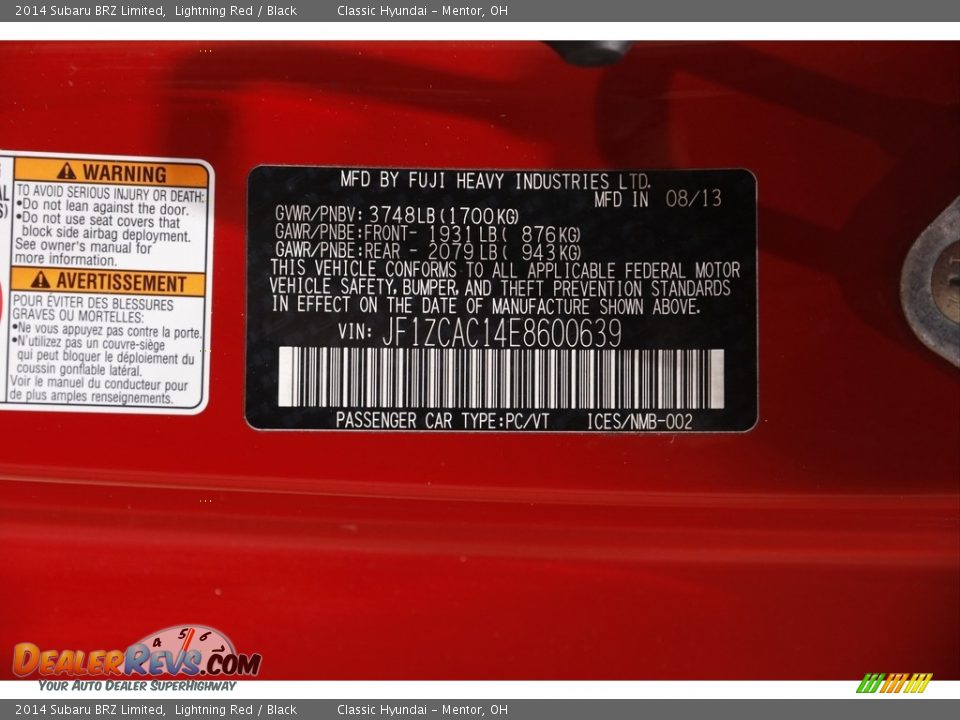 2014 Subaru BRZ Limited, Lightning Red / Black Classic Hyundai - Mentor, OH
WARNING
TO AVOID SERIOUS INJURY OR DEATH:
•Do not lean against the door.
•Do not use seat covers that
block side airbag deployment.
See owner's manual for
more information.
AVERTISSEMENT
POUR ÉVITER DES BLESSURES
GRAVES OU MORTELLES:
•Ne vous appuyez pas contre la porte.
•N'utilizez pas un couvre-siège
qui peut bloquer le déploiement du
coussin gonflable latéral.
Voir le manuel du conducteur pour
de plus amples renseignements.
MFD BY FUJI HEAVY INDUSTRIES LTD.
MFD IN 08/13
GVWR/PNBV: 3748LB(1700KG)
GAWR/PNBE:FRONT- 1931LB( 876KG)
GAWR/PNBE:REAR - 2079LB( 943KG)
THIS VEHICLE CONFORMS TO ALL APPLICABLE FEDERAL MOTOR
VEHICLE SAFETY, BUMPER, AND THEFT PREVENTION STANDARDS
IN EFFECT ON THE DATE OF MANUFACTURE SHOWN ABOVE.
VIN: JF1ZCAC14E8600639
PASSENGER CAR TYPE:PC/VT ICES/NMB-002
4 5 6 7
DEALERREVS.COM
YOUR AUTO DEALER SUPERHIGHWAY
2014 Subaru BRZ Limited, Lightning Red / Black Classic Hyundai - Mentor, OH